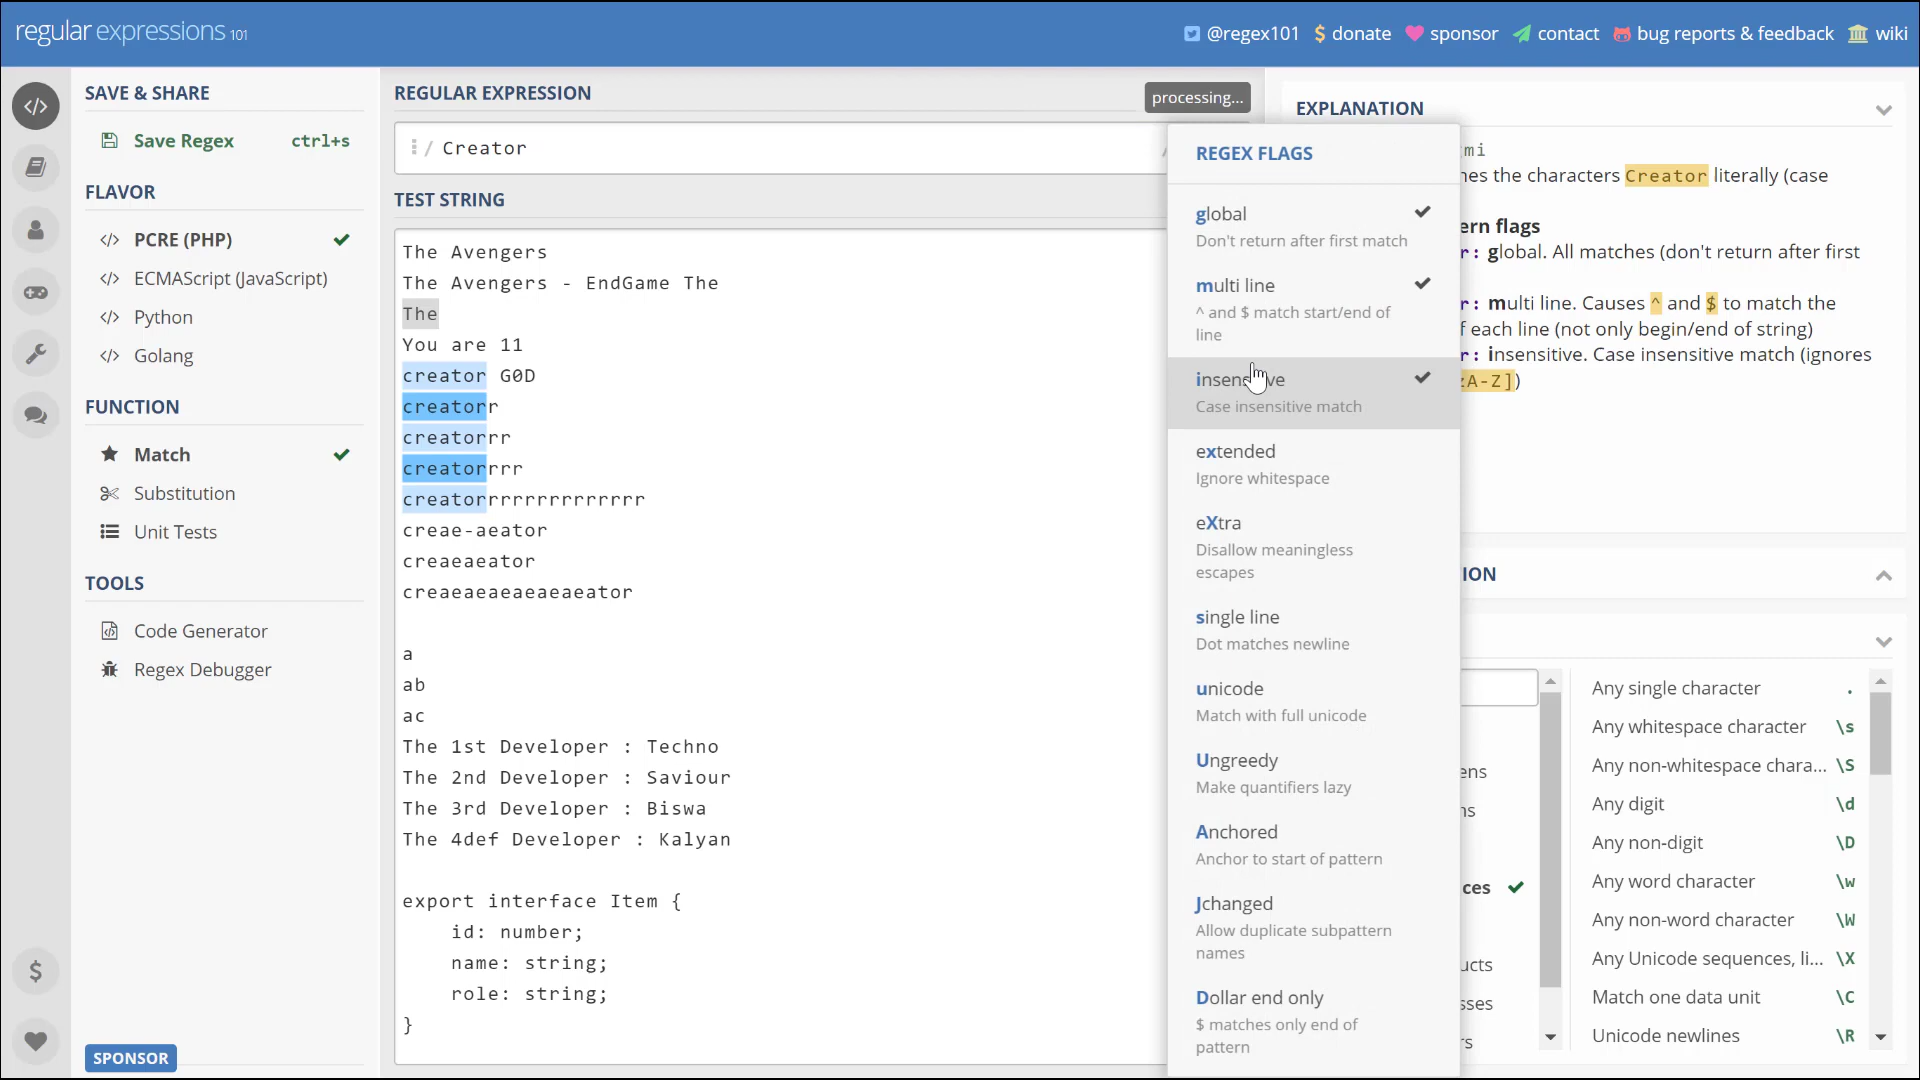 regular expressions 101
@regex101 $ donate sponsor contact bug reports & feedback wiki
SAVE & SHARE
Save Regex ctrl+s
FLAVOR
</> PCRE (PHP)
</> ECMAScript (JavaScript)
</> Python
</> Golang
FUNCTION
Match
Substitution
Unit Tests
TOOLS
Code Generator
Regex Debugger
SPONSOR
REGULAR EXPRESSION
processing...
/ Creator /
TEST STRING
The Avengers
The Avengers - EndGame The
The
You are 11
creator G0D
creatorr
creatorrr
creatorrrr
creatorrrrrrrrrrrrrr
creae-aeator
creaeaeator
creaeaeaeaeaeaeator
a
ab
ac
The 1st Developer : Techno
The 2nd Developer : Saviour
The 3rd Developer : Biswa
The 4def Developer : Kalyan
export interface Item {
id: number;
name: string;
role: string;
}
REGEX FLAGS
global
Don't return after first match
multi line
^ and $ match start/end of
line
Case insensitive match
extended
Ignore whitespace
eXtra
Disallow meaningless
escapes
single line
Dot matches newline
unicode
Match with full unicode
Ungreedy
Make quantifiers lazy
Anchored
Anchor to start of pattern
Jchanged
Allow duplicate subpattern
names
Dollar end only
$ matches only end of
pattern
EXPLANATION
mi
hes the characters Creator literally (case
ern flags
r: global. All matches (don't return after first
r: multi line. Causes ^ and $ to match the
f each line (not only begin/end of string)
r: insensitive. Case insensitive match (ignores
zA-Z])
ION
ens
ns
ces
ucts
sses
rs
Any single character .
Any whitespace character \s
Any non-whitespace chara... \S
Any digit \d
Any non-digit \D
Any word character \w
Any non-word character \W
Any Unicode sequences, li... \X
Match one data unit \C
Unicode newlines \R